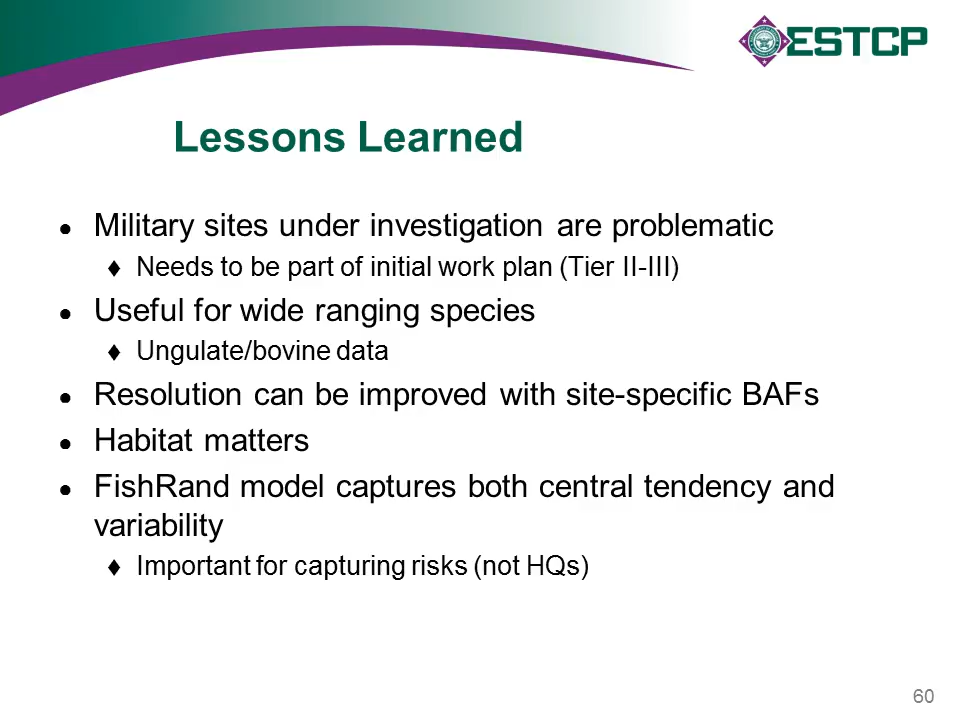 ESTCP
Lessons Learned
● Military sites under investigation are problematic
♦ Needs to be part of initial work plan (Tier II-III)
● Useful for wide ranging species
♦ Ungulate/bovine data
● Resolution can be improved with site-specific BAFs
● Habitat matters
● FishRand model captures both central tendency and
variability
♦ Important for capturing risks (not HQs)
60